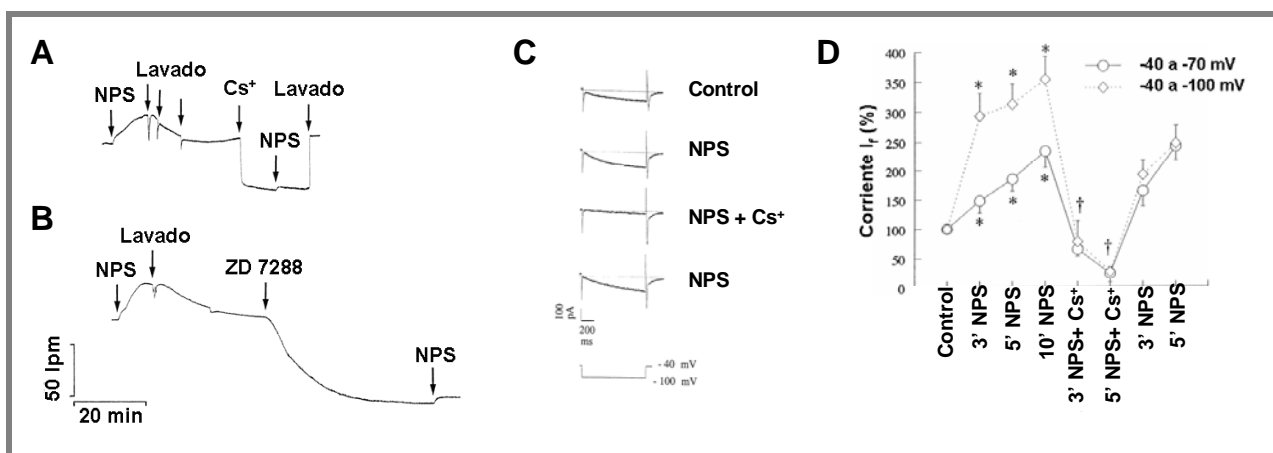 A
NPS
Lavado
Cs⁺
NPS
Lavado
B
NPS
Lavado
ZD 7288
NPS
50 lpm
20 min
C
Control
NPS
NPS + Cs⁺
NPS
100
pA
200
ms
- 40 mV
- 100 mV
D
-40 a -70 mV
-40 a -100 mV
Corriente If (%)
400
350
300
250
200
150
100
50
0
*
*
*
*
*
*
†
†
Control
3' NPS
5' NPS
10' NPS
3' NPS+ Cs⁺
5' NPS+ Cs⁺
3' NPS
5' NPS